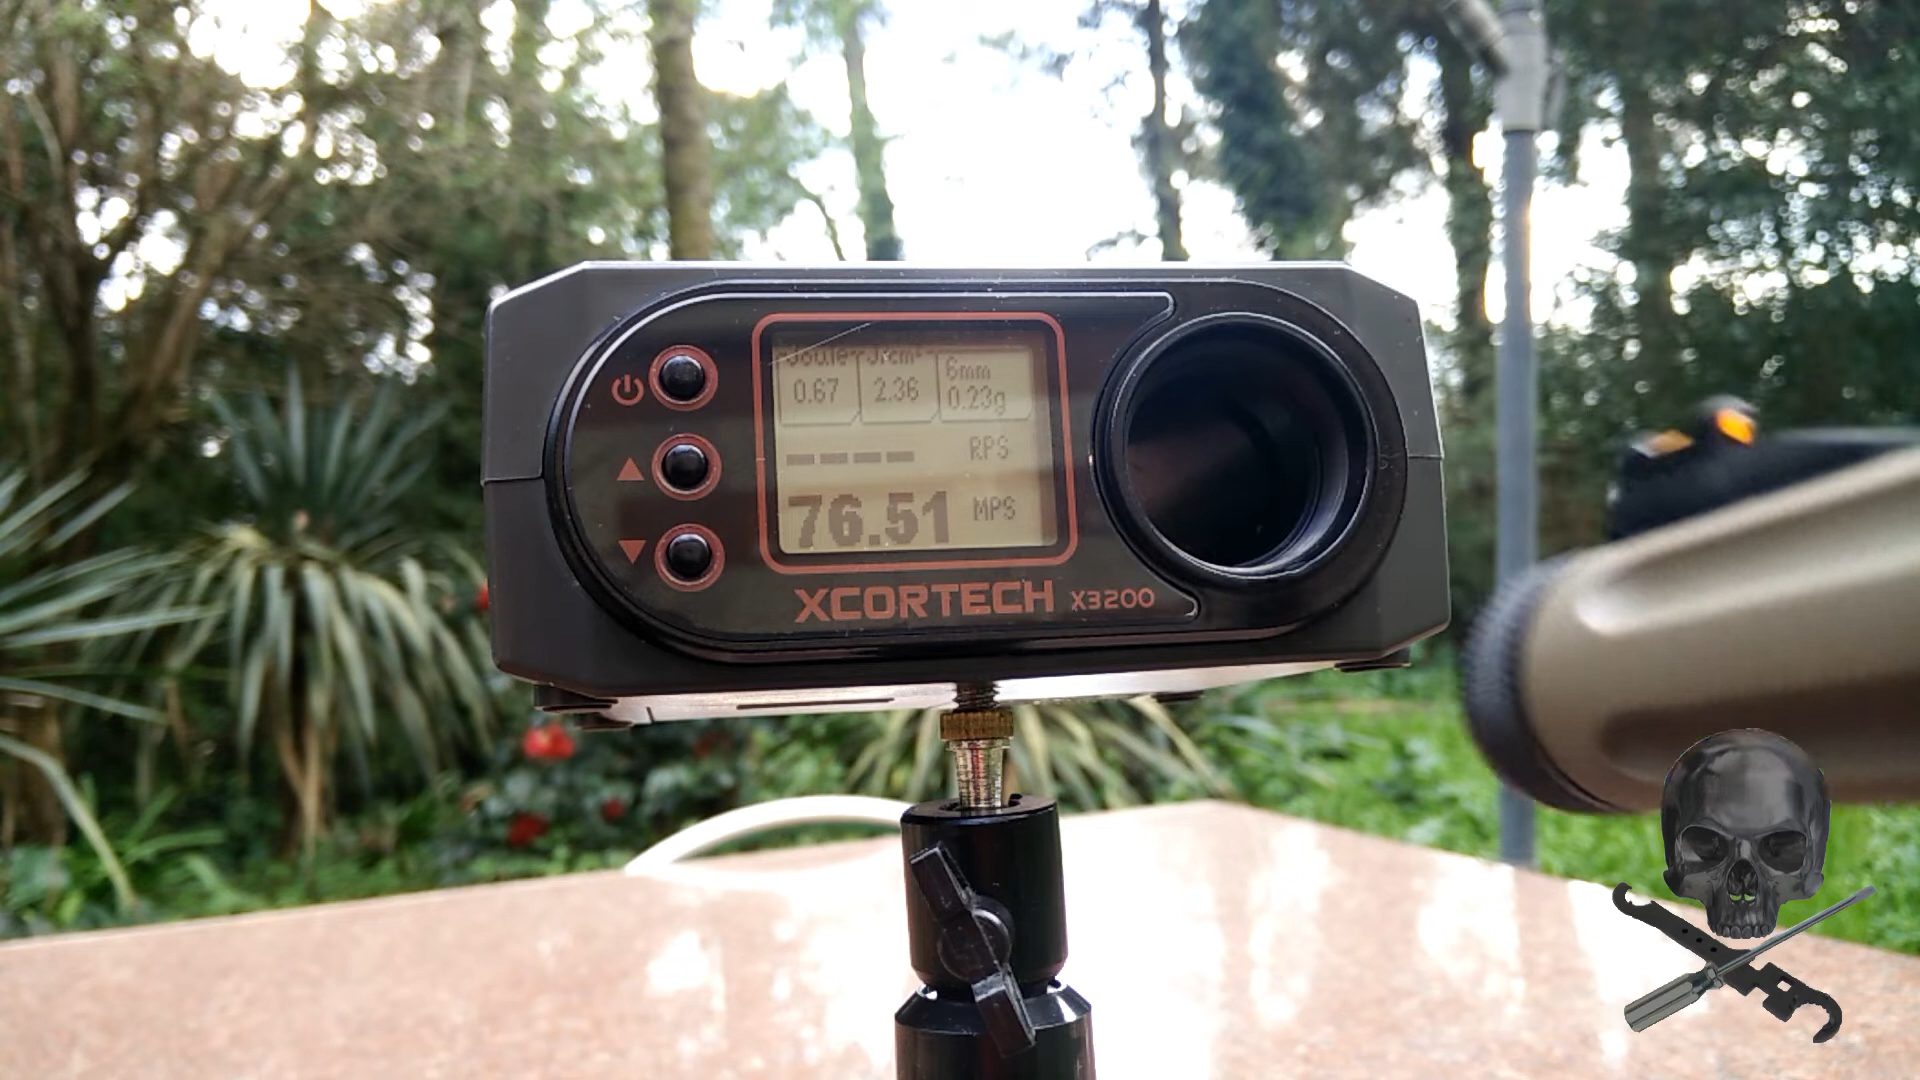 Joule J/cm²
6mm
0.67 2.36 0.23g
---- RPS
76.51 MPS
XCORTECH X3200